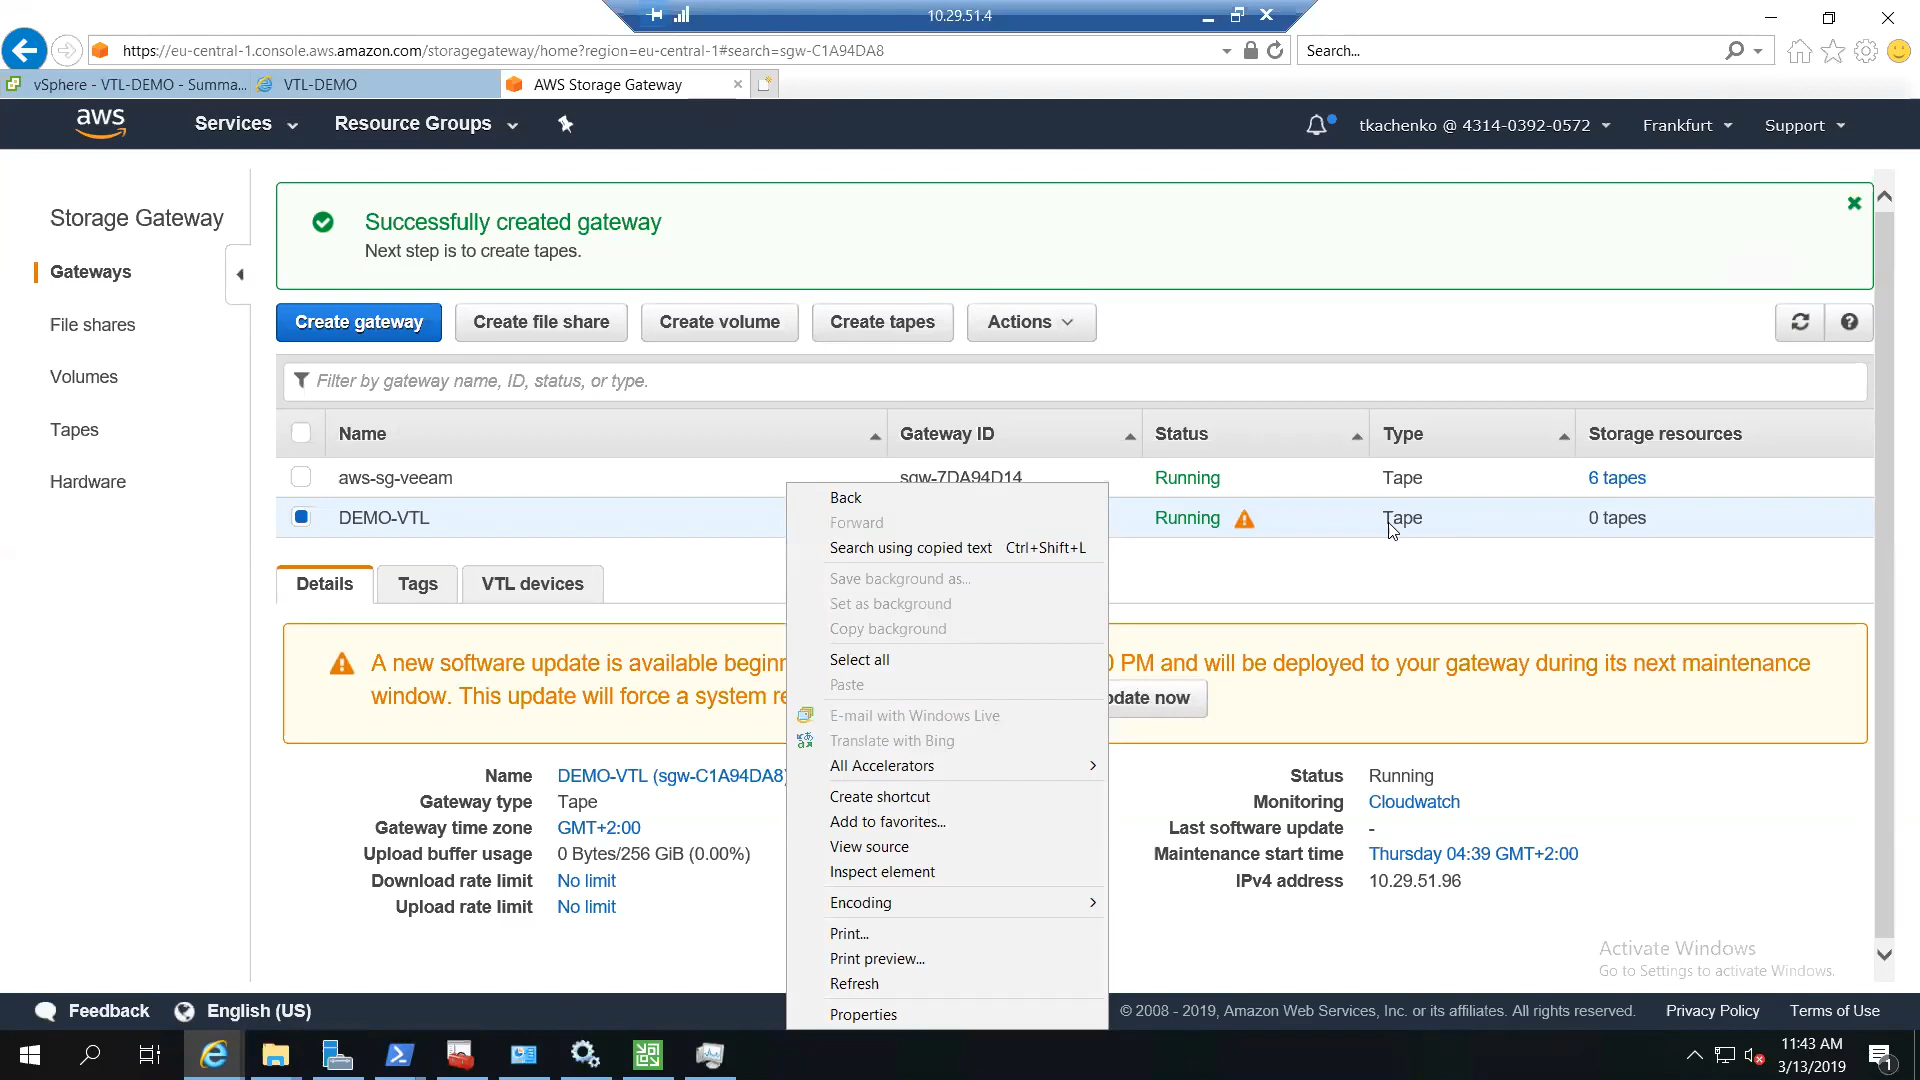 10.29.51.4
https://eu-central-1.console.aws.amazon.com/storagegateway/home?region=eu-central-1#search=sgw-C1A94DA8
Search...
vSphere - VTL-DEMO - Summa...
VTL-DEMO
AWS Storage Gateway
aws
Services
Resource Groups
tkachenko @ 4314-0392-0572
Frankfurt
Support
Storage Gateway
Gateways
File shares
Volumes
Tapes
Hardware
Successfully created gateway
Next step is to create tapes.
Create gateway
Create file share
Create volume
Create tapes
Actions
Filter by gateway name, ID, status, or type.
Name
Gateway ID
Status
Type
Storage resources
aws-sg-veeam
sgw-7DA94D14
Running
Tape
6 tapes
DEMO-VTL
Running
Tape
0 tapes
Details
Tags
VTL devices
A new software update is available
PM and will be deployed to your gateway during its next maintenance
window. This update will force a system
now
Name DEMO-VTL (sgw-C1A94DA8)
Gateway type Tape
Gateway time zone GMT+2:00
Upload buffer usage 0 Bytes/256 GiB (0.00%)
Download rate limit No limit
Upload rate limit No limit
Status Running
Monitoring Cloudwatch
Last software update -
Maintenance start time Thursday 04:39 GMT+2:00
IPv4 address 10.29.51.96
Back
Forward
Search using copied text Ctrl+Shift+L
Save background as...
Set as background
Copy background
Select all
Paste
E-mail with Windows Live
Translate with Bing
All Accelerators
Create shortcut
Add to favorites...
View source
Inspect element
Encoding
Print...
Print preview...
Refresh
Properties
Activate Windows
Go to Settings to activate Windows.
Feedback
English (US)
© 2008 - 2019, Amazon Web Services, Inc. or its affiliates. All rights reserved.
Privacy Policy
Terms of Use
11:43 AM
3/13/2019
1